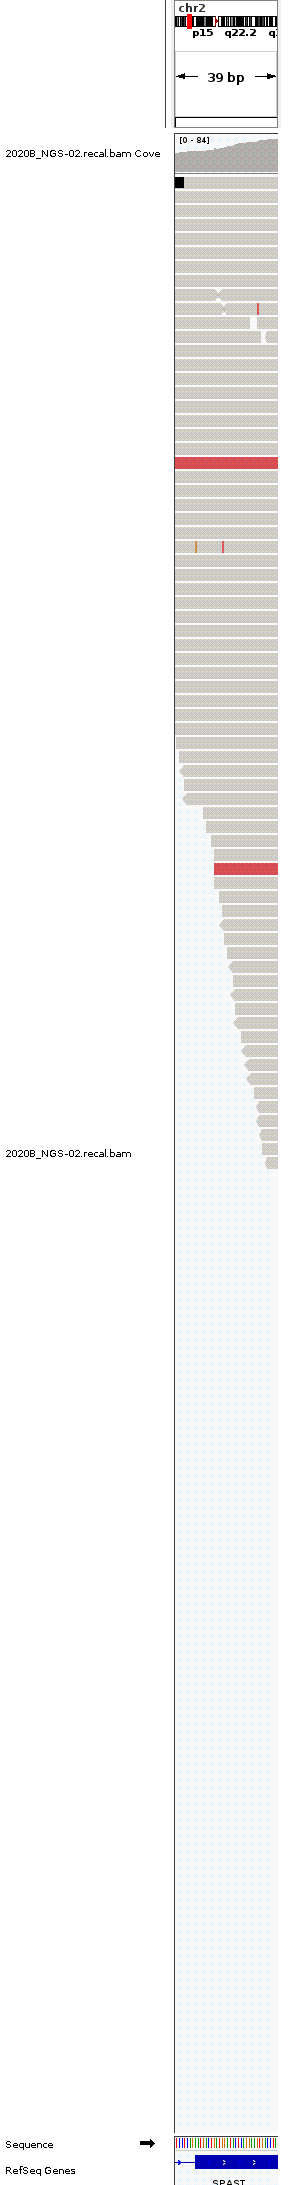 chr2
p15 q22.2 q:
39 bp
[0 - 84]
2020B_NGS-02.recal.bam Cove
2020B_NGS-02.recal.bam
Sequence
RefSeq Genes
SPAST